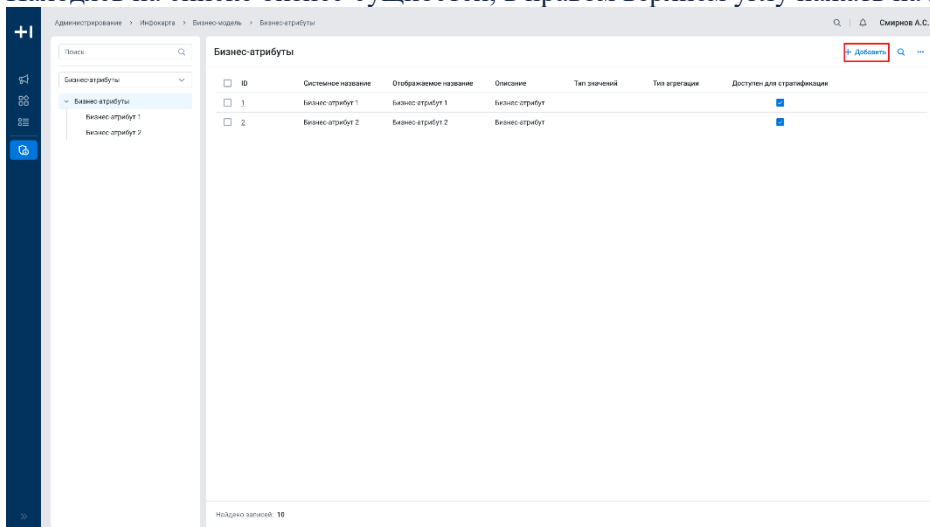 Находясь на списке бизнес-сущностей, в правом верхнем углу нажать на
Администрирование > Инфокарта > Бизнес-модель > Бизнес-атрибуты
Смирнов А.С.
Поиск
Бизнес-атрибуты
Бизнес-атрибуты
Бизнес-атрибут 1
Бизнес-атрибут 2
Бизнес-атрибуты
+ Добавить
ID Системное название Отображаемое название Описание Тип значений Тип агрегации Доступен для стратификации
1 Бизнес-атрибут 1 Бизнес-атрибут 1 Бизнес-атрибут
2 Бизнес-атрибут 2 Бизнес-атрибут 2 Бизнес-атрибут
Найдено записей: 10